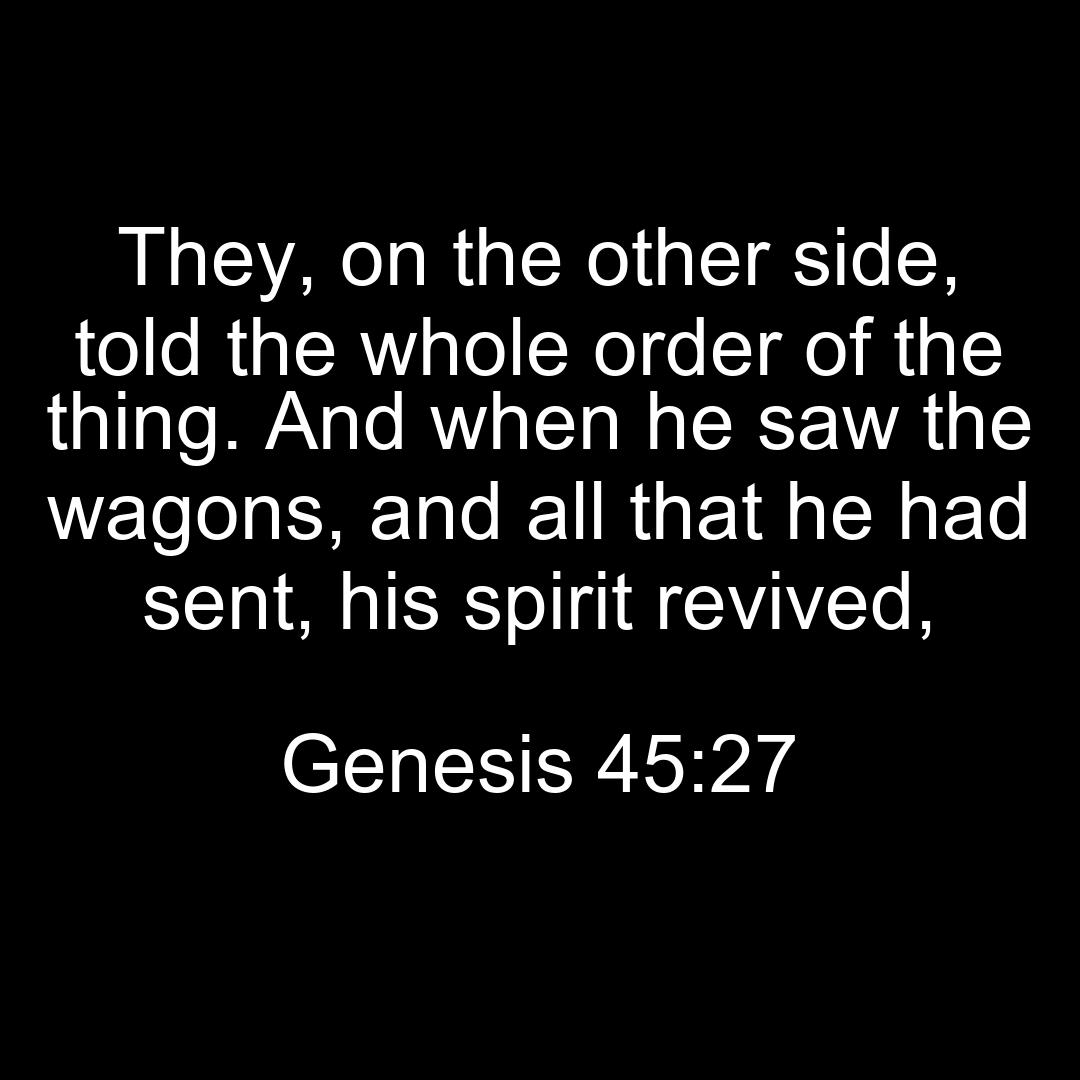 They, on the other side,
told the whole order of the
thing. And when he saw the
wagons, and all that he had
sent, his spirit revived,
Genesis 45:27